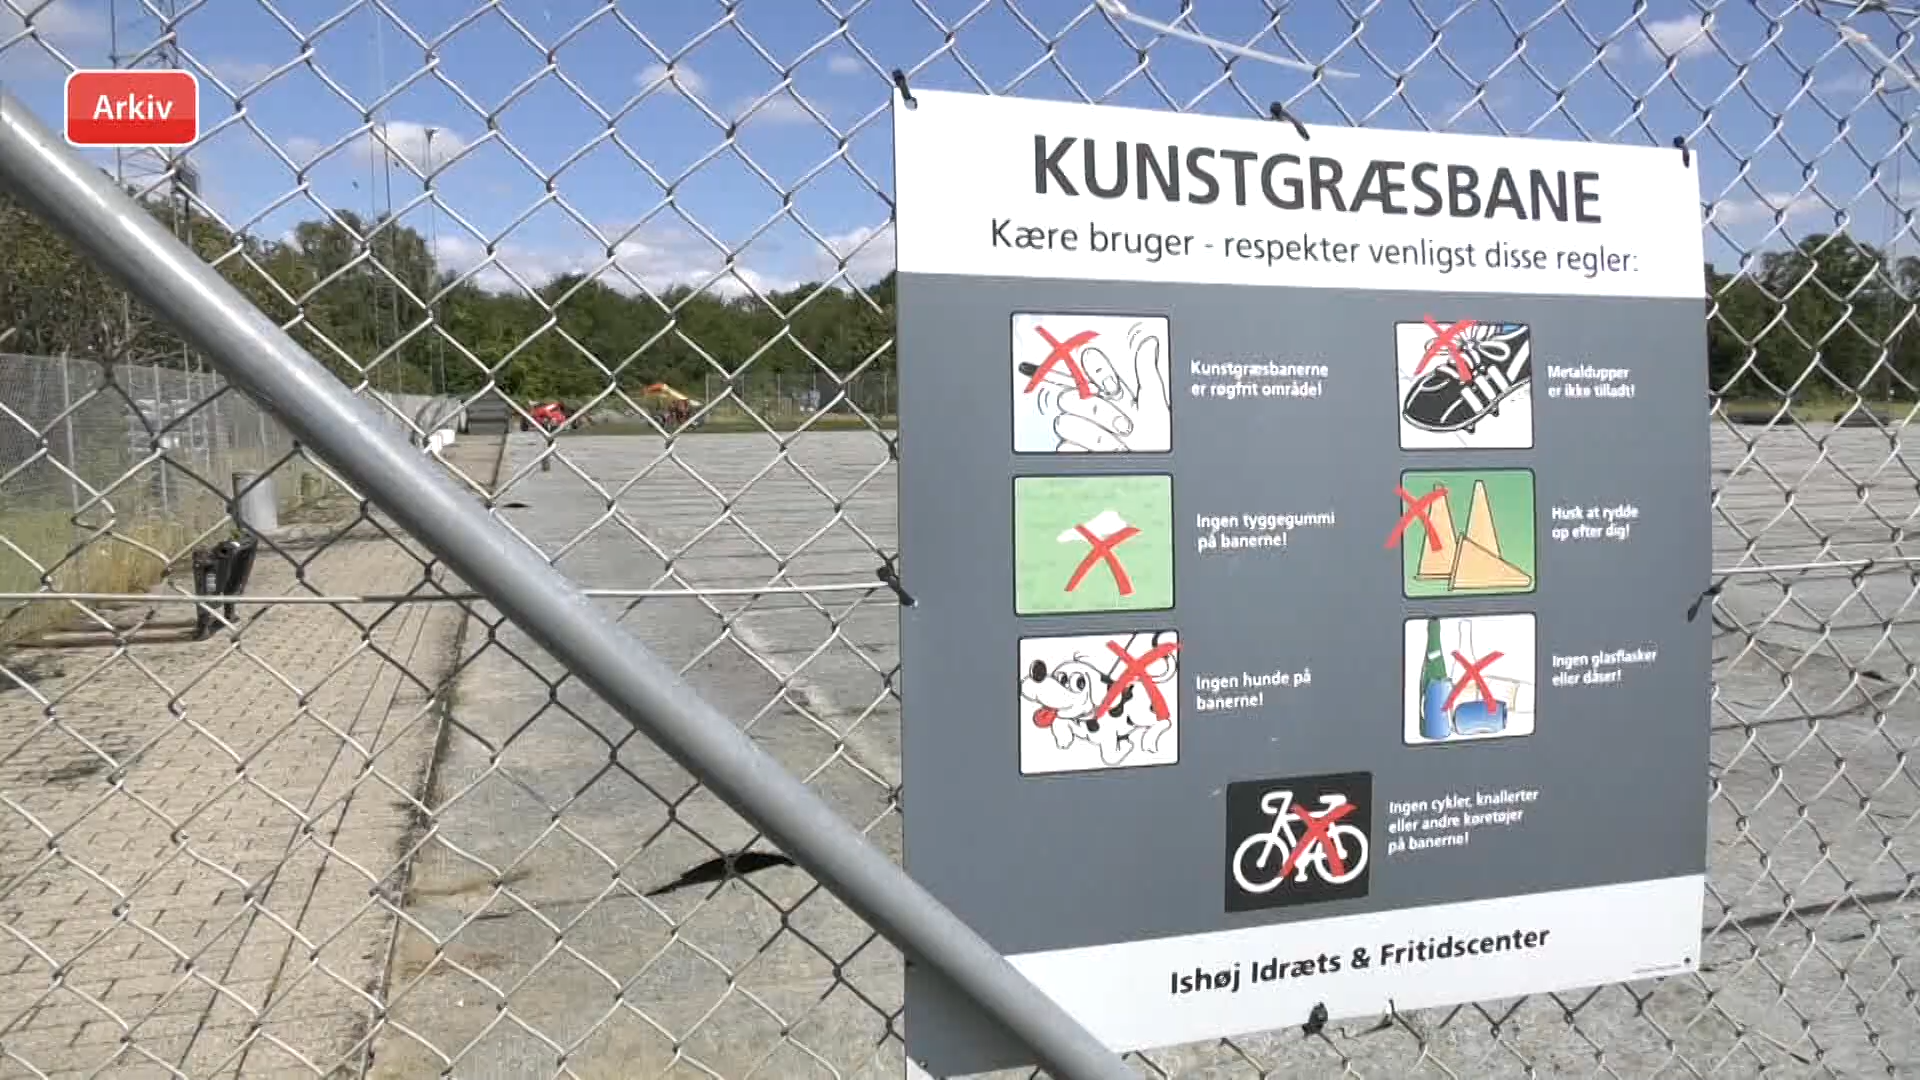 Arkiv
KUNSTGRÆSBANE
Kære bruger - respekter venligst disse regler:
Kunstgræsbanerne
er røgfrit område!
Metaldupper
er ikke tilladt!
Ingen tyggegummi
på banerne!
Husk at rydde
op efter dig!
Ingen hunde på
banerne!
Ingen glasflasker
eller dåser!
Ingen cykler, knallerter
eller andre køretøjer
på banerne!
Ishøj Idræts & Fritidscenter